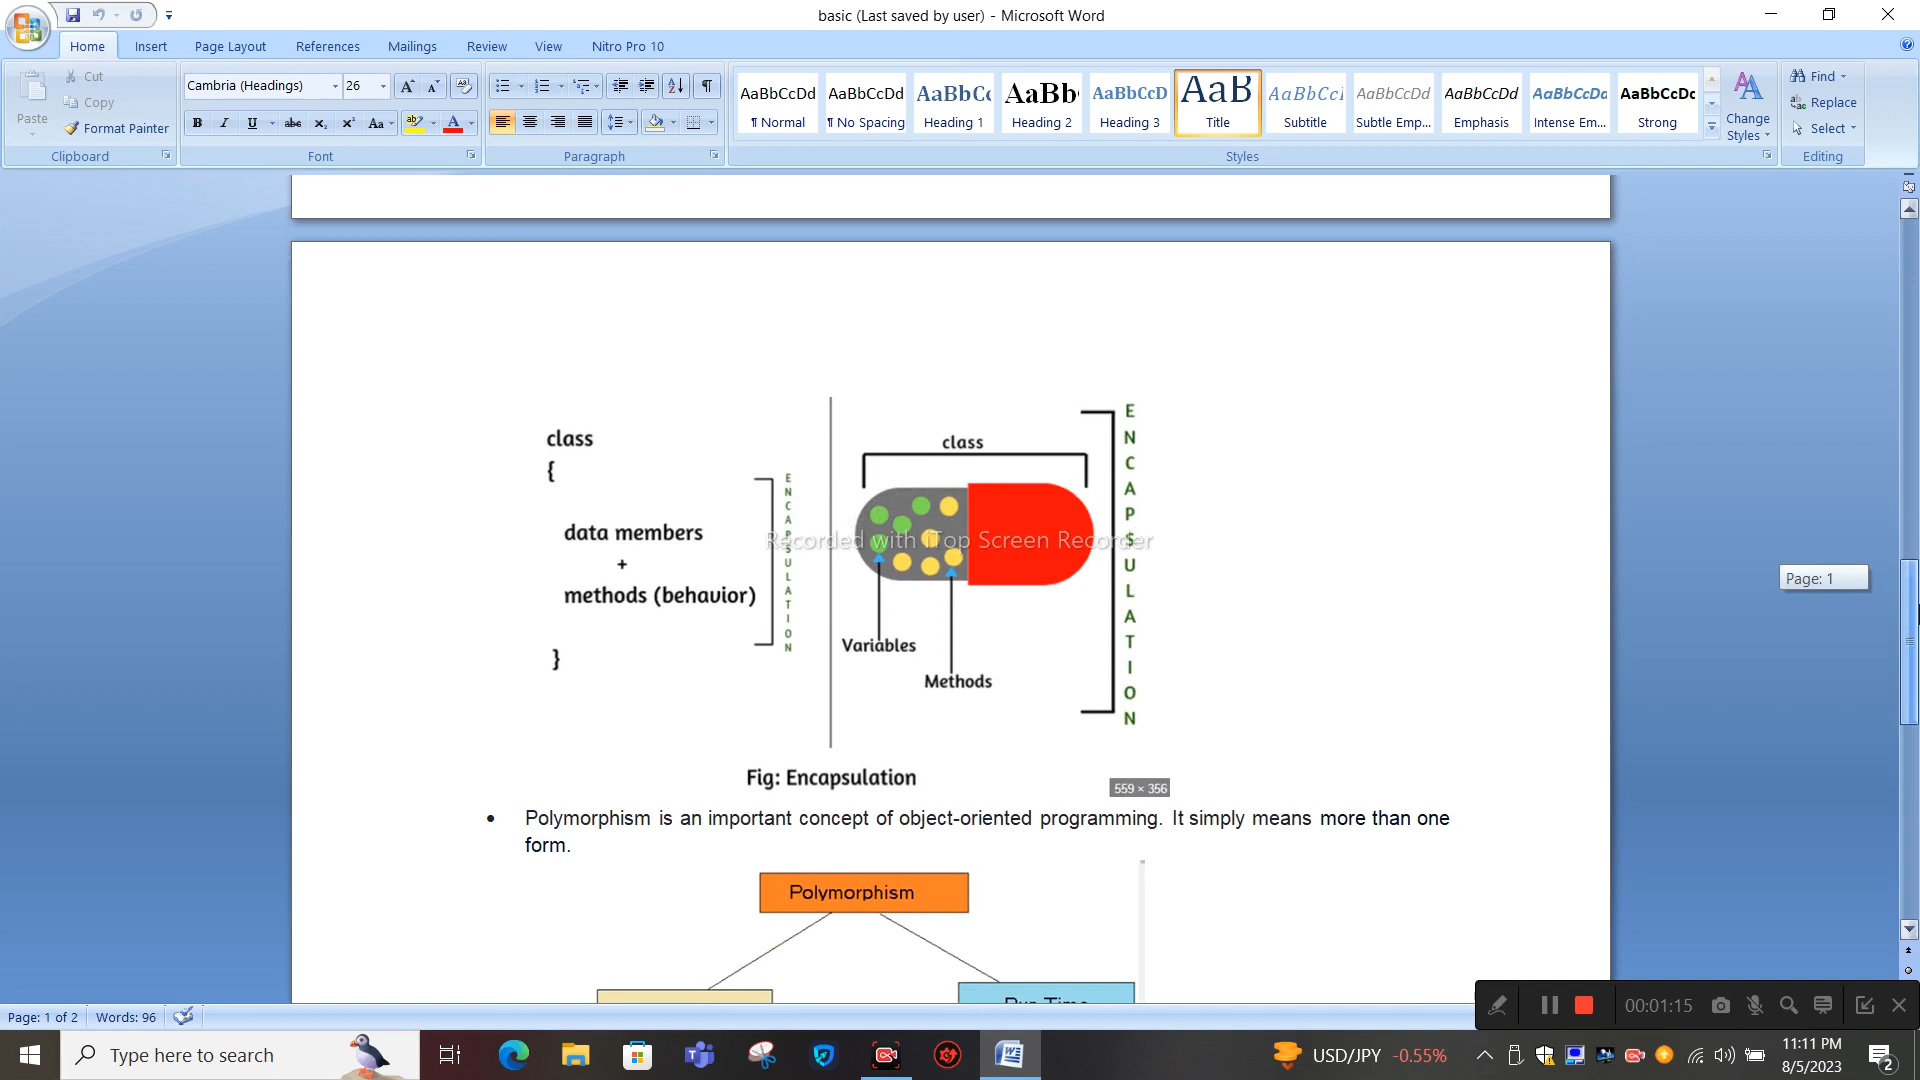 basic (Last saved by user) - Microsoft Word
Home Insert Page Layout References Mailings Review View Nitro Pro 10
Paste
Cut
Copy
Format Painter
Clipboard
Cambria (Headings) 26
Font
Paragraph
AaBbCcDd AaBbCcDd AaBbCc AaBb AaBbCcD AaB AaBbCcI AaBbCcDd AaBbCcDd AaBbCcDd AaBbCcDc
¶ Normal ¶ No Spacing Heading 1 Heading 2 Heading 3 Title Subtitle Subtle Emp... Emphasis Intense Em... Strong
Change Styles
Styles
Find
Replace
Select
Editing
class
{
data members
+
methods (behavior)
}
ENCAPSULATION
class
Variables
Methods
ENCAPSULATION
Recorded with iTop Screen Recorder
Fig: Encapsulation
559 × 356
Page: 1
• Polymorphism is an important concept of object-oriented programming. It simply means more than one
form.
Polymorphism
Run Time
00:01:15
Page: 1 of 2 Words: 96
Type here to search
USD/JPY -0.55%
11:11 PM
8/5/2023
2